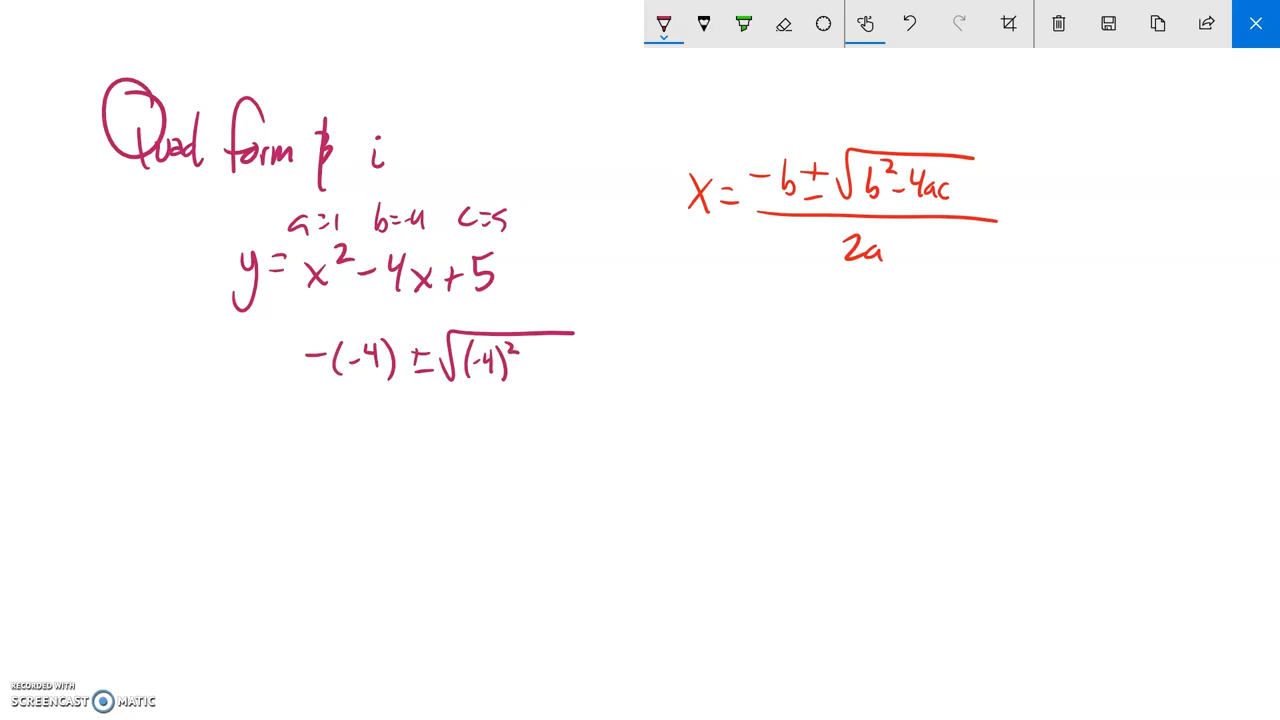 Quad form & i
a=1 b=-4 c=5
y = x² - 4x + 5
-(-4) ± √(-4)²
x = -b ± √b² - 4ac
2a
RECORDED WITH
SCREENCAST MATIC